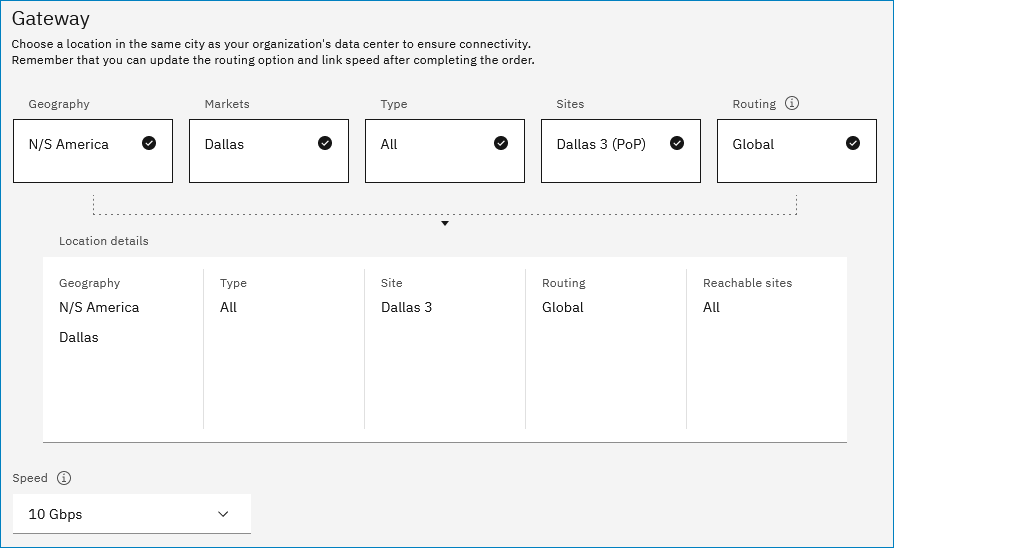 Gateway
Choose a location in the same city as your organization's data center to ensure connectivity.
Remember that you can update the routing option and link speed after completing the order.
Geography Markets Type Sites Routing
N/S America Dallas All Dallas 3 (PoP) Global
Location details
Geography Type Site Routing Reachable sites
N/S America All Dallas 3 Global All
Dallas
Speed
10 Gbps